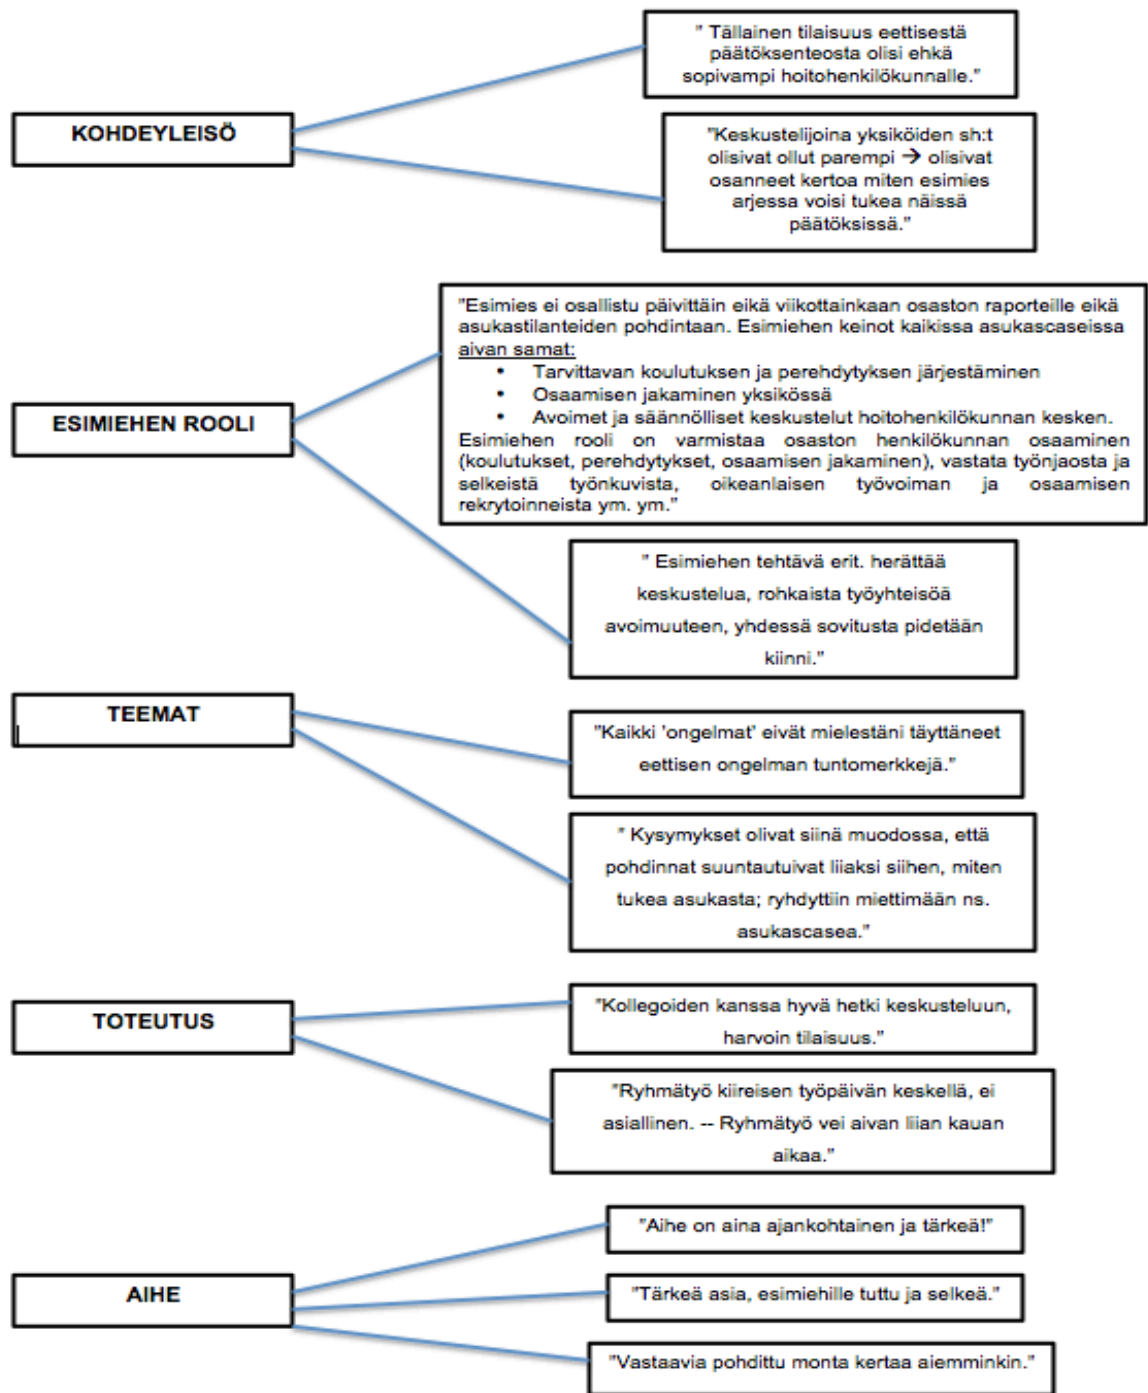 ” Tällainen tilaisuus eettisestä
päätöksenteosta olisi ehkä
sopivampi hoitohenkilökunnalle.”
KOHDEYLEISÖ
”Keskustelijoina yksiköiden sh:t
olisivat ollut parempi → olisivat
osanneet kertoa miten esimies
arjessa voisi tukea näissä
päätöksissä.”
”Esimies ei osallistu päivittäin eikä viikottainkaan osaston raporteille eikä
asukastilanteiden pohdintaan. Esimiehen keinot kaikissa asukascaseissa
aivan samat:
• Tarvittavan koulutuksen ja perehdytyksen järjestäminen
• Osaamisen jakaminen yksikössä
• Avoimet ja säännölliset keskustelut hoitohenkilökunnan kesken.
Esimiehen rooli on varmistaa osaston henkilökunnan osaaminen
(koulutukset, perehdytykset, osaamisen jakaminen), vastata työnjaosta ja
selkeistä työnkuvista, oikeanlaisen työvoiman ja osaamisen
rekrytoinneista ym. ym.”
ESIMIEHEN ROOLI
” Esimiehen tehtävä erit. herättää
keskustelua, rohkaista työyhteisöä
avoimuuteen, yhdessä sovitusta pidetään
kiinni.”
TEEMAT
”Kaikki 'ongelmat' eivät mielestäni täyttäneet
eettisen ongelman tuntomerkkejä.”
” Kysymykset olivat siinä muodossa, että
pohdinnat suuntautuivat liiaksi siihen, miten
tukea asukasta; ryhdyttiin miettimään ns.
asukascasea.”
TOTEUTUS
”Kollegoiden kanssa hyvä hetki keskusteluun,
harvoin tilaisuus.”
”Ryhmätyö kiireisen työpäivän keskellä, ei
asiallinen. -- Ryhmätyö vei aivan liian kauan
aikaa.”
”Aihe on aina ajankohtainen ja tärkeä!”
AIHE
”Tärkeä asia, esimiehille tuttu ja selkeä.”
”Vastaavia pohdittu monta kertaa aiemminkin.”